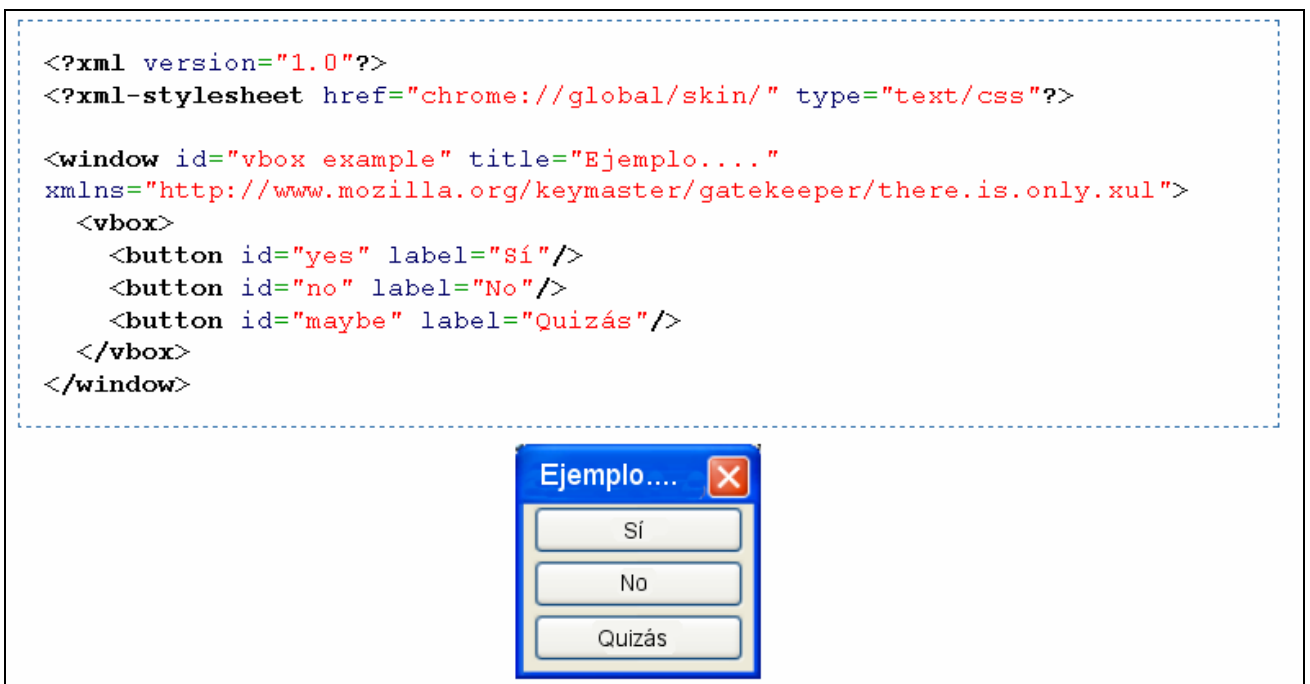 <?xml version="1.0"?>
<?xml-stylesheet href="chrome://global/skin/" type="text/css"?>
<window id="vbox example" title="Ejemplo...."
xmlns="http://www.mozilla.org/keymaster/gatekeeper/there.is.only.xul">
<vbox>
<button id="yes" label="Sí"/>
<button id="no" label="No"/>
<button id="maybe" label="Quizás"/>
</vbox>
</window>
Ejemplo....
Sí
No
Quizás